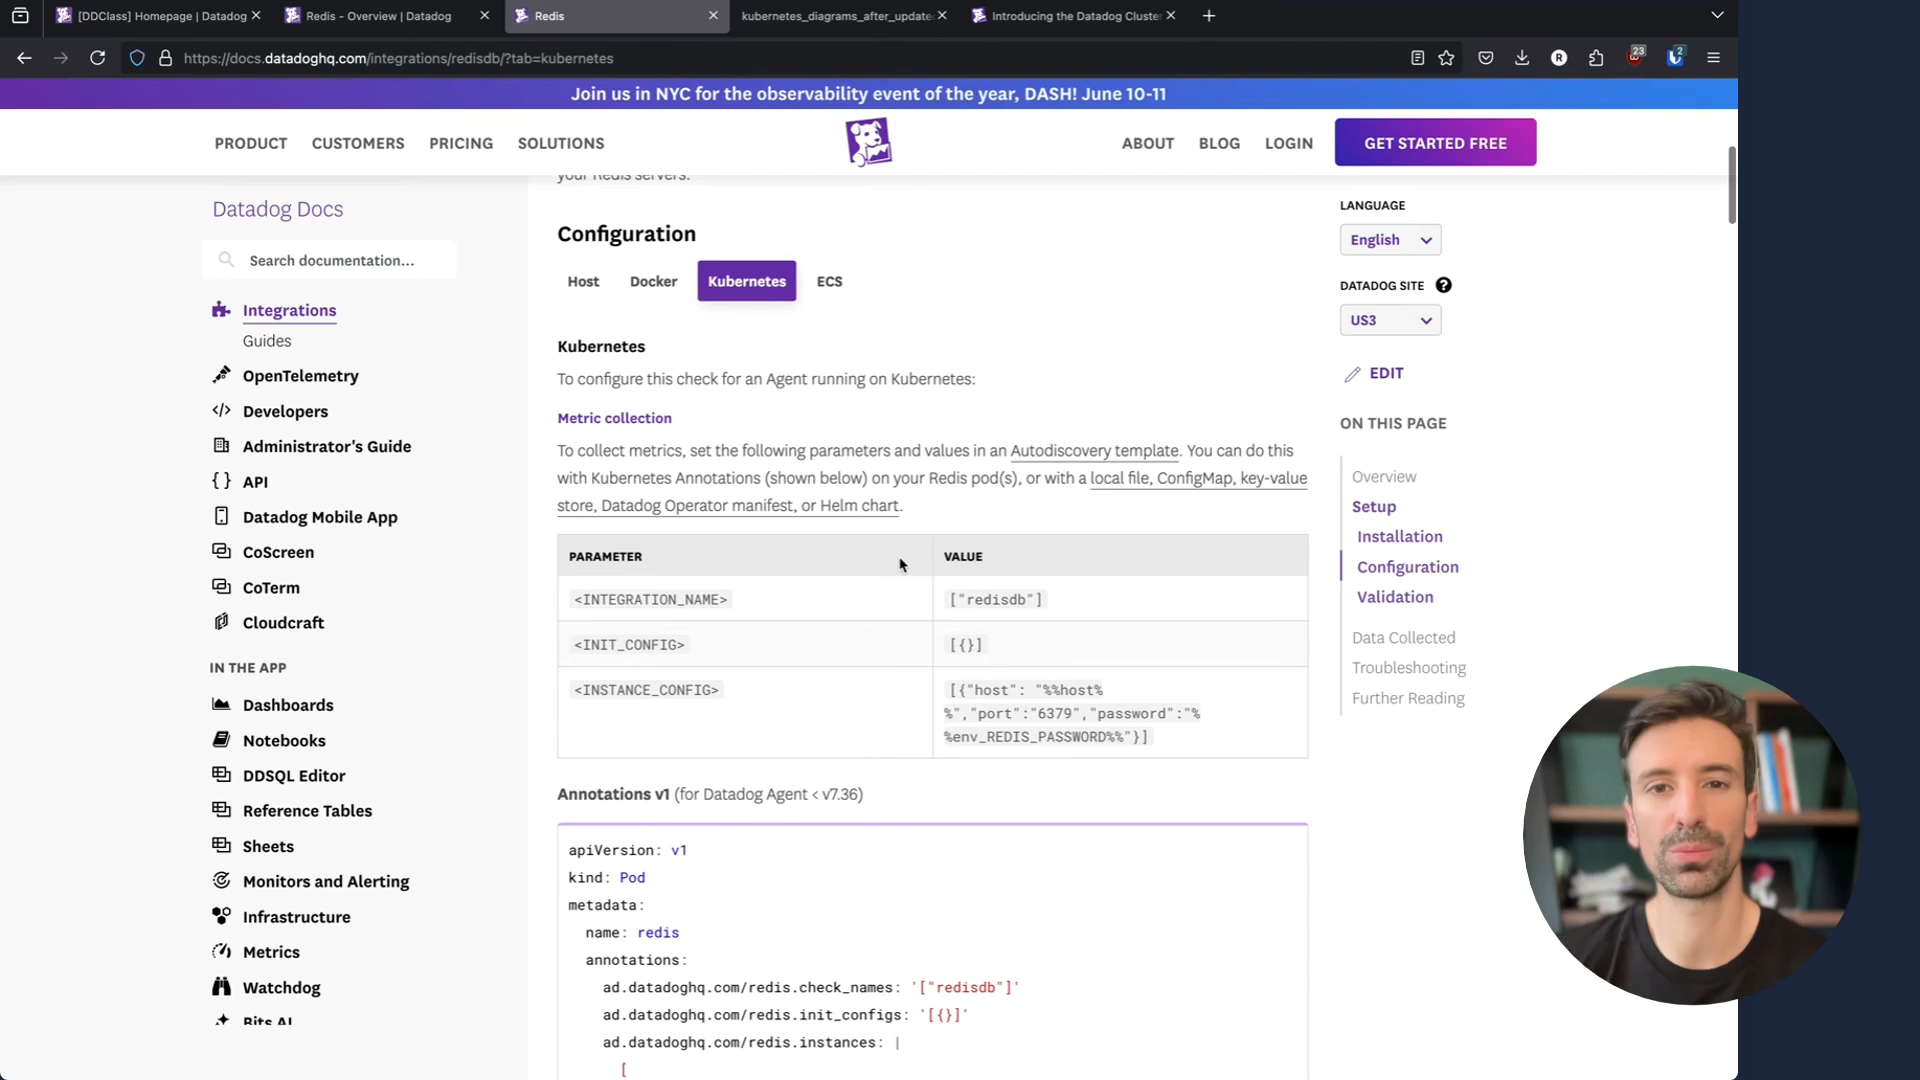 [DDClass] Homepage | Datadog
Redis - Overview | Datadog
Redis
kubernetes_diagrams_after_update
Introducing the Datadog Cluster
https://docs.datadoghq.com/integrations/redisdb/?tab=kubernetes
R
23
2
Join us in NYC for the observability event of the year, DASH! June 10-11
PRODUCT
CUSTOMERS
PRICING
SOLUTIONS
ABOUT
BLOG
LOGIN
GET STARTED FREE
Datadog Docs
Search documentation...
Integrations
Guides
OpenTelemetry
Developers
Administrator's Guide
API
Datadog Mobile App
CoScreen
CoTerm
Cloudcraft
IN THE APP
Dashboards
Notebooks
DDSQL Editor
Reference Tables
Sheets
Monitors and Alerting
Infrastructure
Metrics
Watchdog
Bits AI
your Redis servers.
Configuration
Host
Docker
Kubernetes
ECS
Kubernetes
To configure this check for an Agent running on Kubernetes:
Metric collection
To collect metrics, set the following parameters and values in an Autodiscovery template. You can do this
with Kubernetes Annotations (shown below) on your Redis pod(s), or with a local file, ConfigMap, key-value
store, Datadog Operator manifest, or Helm chart.
PARAMETER
VALUE
<INTEGRATION_NAME>
["redisdb"]
<INIT_CONFIG>
[{}]
<INSTANCE_CONFIG>
[{"host": "%%host%
%","port":"6379","password":"%
%env_REDIS_PASSWORD%%"}]
Annotations v1 (for Datadog Agent < v7.36)
apiVersion: v1
kind: Pod
metadata:
name: redis
annotations:
ad.datadoghq.com/redis.check_names: '["redisdb"]'
ad.datadoghq.com/redis.init_configs: '[{}]'
ad.datadoghq.com/redis.instances: |
[
LANGUAGE
English
DATADOG SITE ?
US3
EDIT
ON THIS PAGE
Overview
Setup
Installation
Configuration
Validation
Data Collected
Troubleshooting
Further Reading